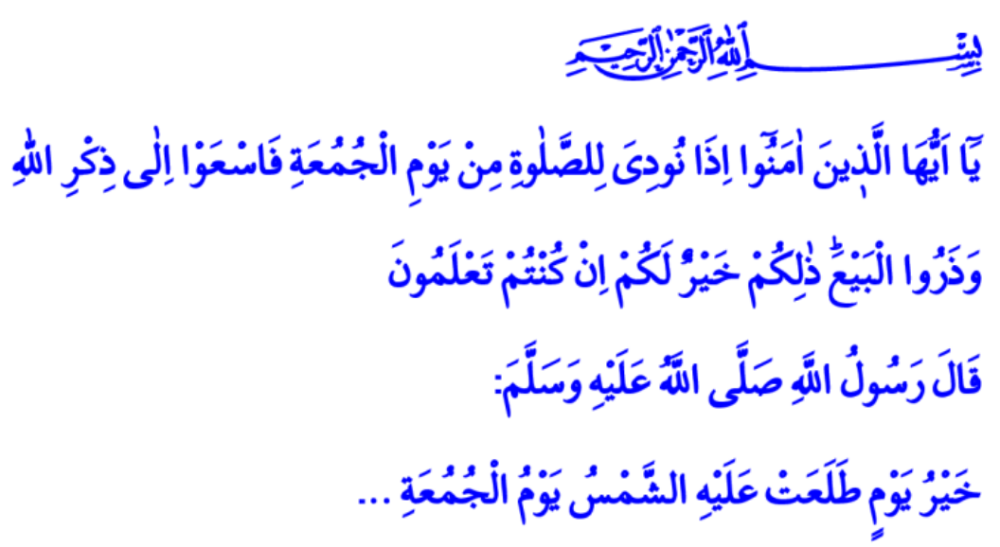 بِسْمِ اللّٰهِ الرَّحْمٰنِ الرَّحِيمِ
يَٓا اَيُّهَا الَّذ۪ينَ اٰمَنُٓوا اِذَا نُودِىَ لِلصَّلٰوةِ مِنْ يَوْمِ الْجُمُعَةِ فَاسْعَوْا اِلٰى ذِكْرِ اللّٰهِ
وَذَرُوا الْبَيْعَۜ ذٰلِكُمْ خَيْرٌ لَكُمْ اِنْ كُنْتُمْ تَعْلَمُونَ
قَالَ رَسُولُ اللَّهِ صَلَّى اللَّهُ عَلَيْهِ وَسَلَّمَ:
خَيْرُ يَوْمٍ طَلَعَتْ عَلَيْهِ الشَّمْسُ يَوْمُ الْجُمُعَةِ ...